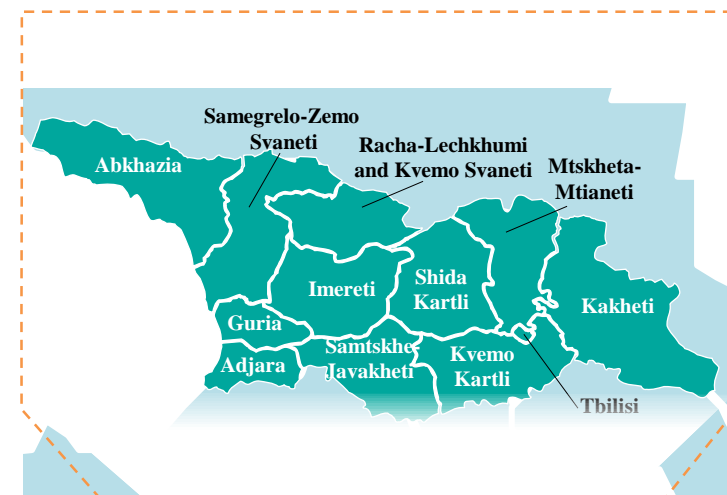 Samegrelo-Zemo
Svaneti
Racha-Lechkhumi
and Kvemo Svaneti
Mtskheta-
Mtianeti
Abkhazia
Imereti
Shida
Kartli
Kakheti
Guria
Adjara
Samtskhe-
Javakheti
Kvemo
Kartli
Tbilisi